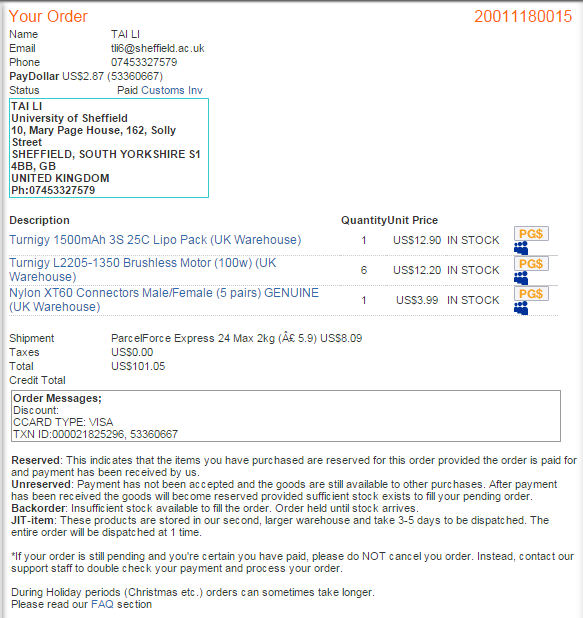 Your Order 20011180015
Name TAI LI
Email tli6@sheffield.ac.uk
Phone 07453327579
PayDollar US$2.87 (53360667)
Status Paid Customs Inv
TAI LI
University of Sheffield
10, Mary Page House, 162, Solly
Street
SHEFFIELD, SOUTH YORKSHIRE S1
4BB, GB
UNITED KINGDOM
Ph:07453327579
Description QuantityUnit Price
Turnigy 1500mAh 3S 25C Lipo Pack (UK Warehouse) 1 US$12.90 IN STOCK PG$
Turnigy L2205-1350 Brushless Motor (100w) (UK
Warehouse) 6 US$12.20 IN STOCK PG$
Nylon XT60 Connectors Male/Female (5 pairs) GENUINE
(UK Warehouse) 1 US$3.99 IN STOCK PG$
Shipment ParcelForce Express 24 Max 2kg (Â£ 5.9) US$8.09
Taxes US$0.00
Total US$101.05
Credit Total
Order Messages;
Discount:
CCARD TYPE: VISA
TXN ID:000021825296, 53360667
Reserved: This indicates that the items you have purchased are reserved for this order provided the order is paid for
and payment has been received by us.
Unreserved: Payment has not been accepted and the goods are still available to other purchases. After payment
has been received the goods will become reserved provided sufficient stock exists to fill your pending order.
Backorder: Insufficient stock available to fill the order. Order held until stock arrives.
JIT-item: These products are stored in our second, larger warehouse and take 3-5 days to be dispatched. The
entire order will be dispatched at 1 time.
*If your order is still pending and you're certain you have paid, please do NOT cancel you order. Instead, contact our
support staff to double check your payment and process your order.
During Holiday periods (Christmas etc.) orders can sometimes take longer.
Please read our FAQ section